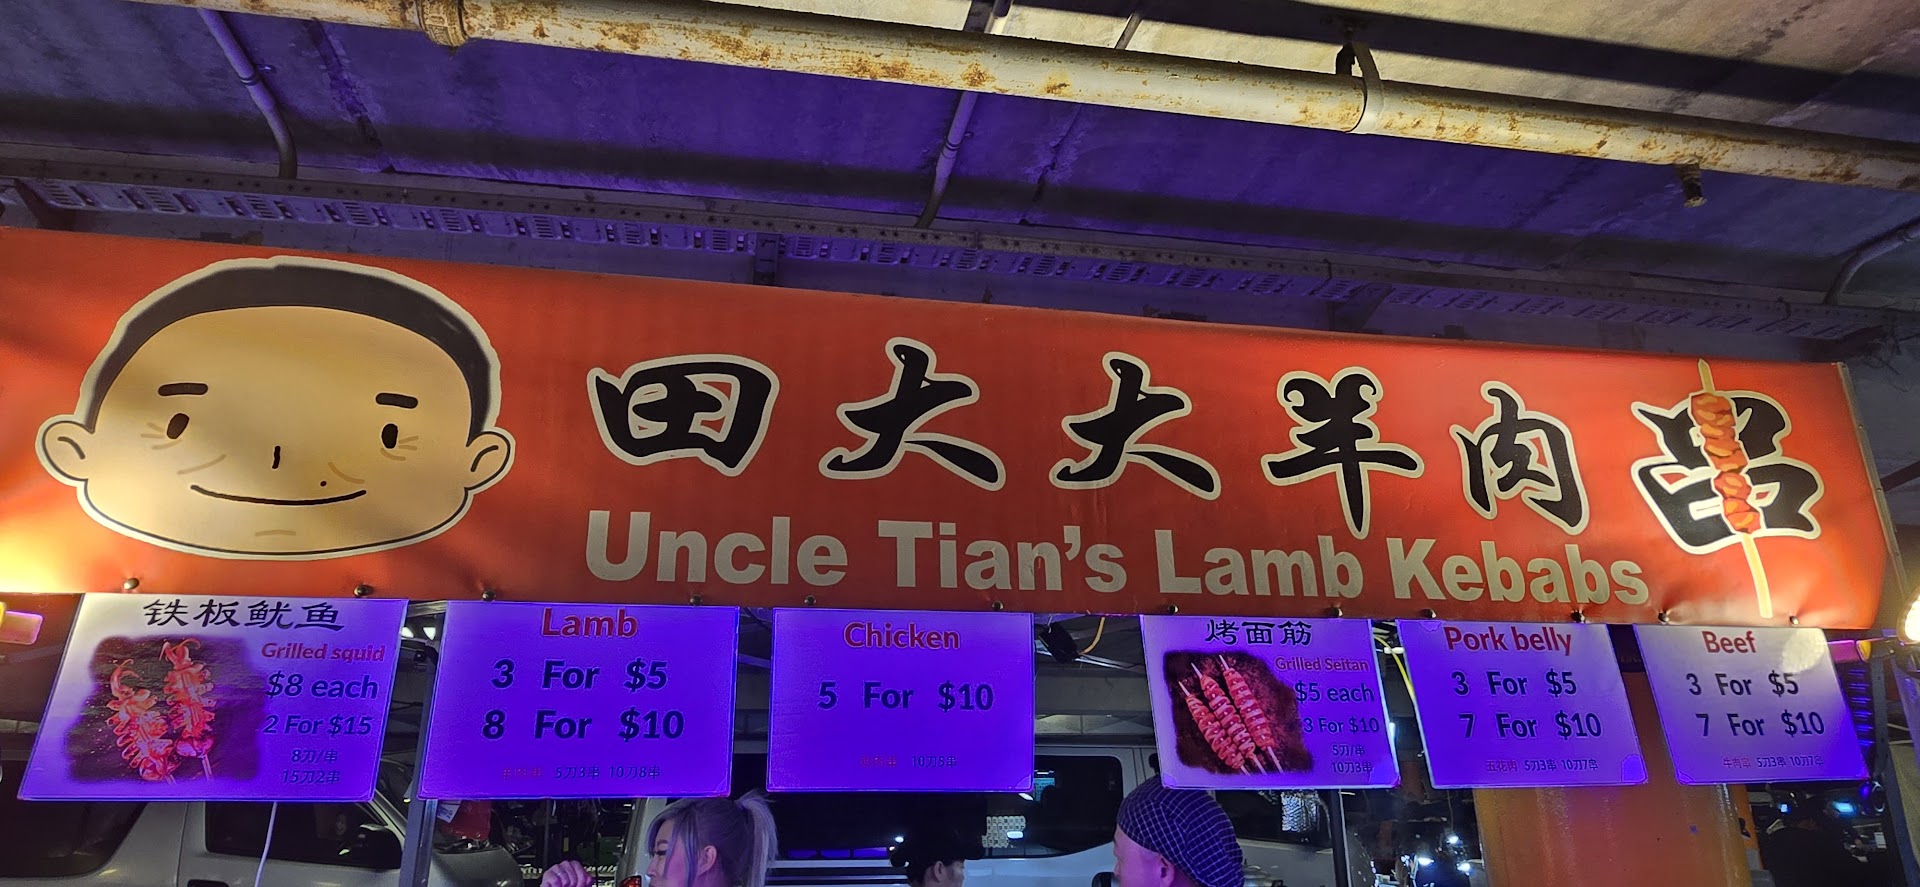 田大大羊肉串
Uncle Tian's Lamb Kebabs
铁板鱿鱼
Grilled squid
$8 each
2 For $15
8刀/串
15刀2串
Lamb
3 For $5
8 For $10
5刀3串 10刀8串
Chicken
5 For $10
10刀5串
烤面筋
Grilled Seitan
$5 each
3 For $10
5刀/串
10刀3串
Pork belly
3 For $5
7 For $10
五花肉 5刀3串 10刀7串
Beef
3 For $5
7 For $10
牛肉串 5刀3串 10刀7串